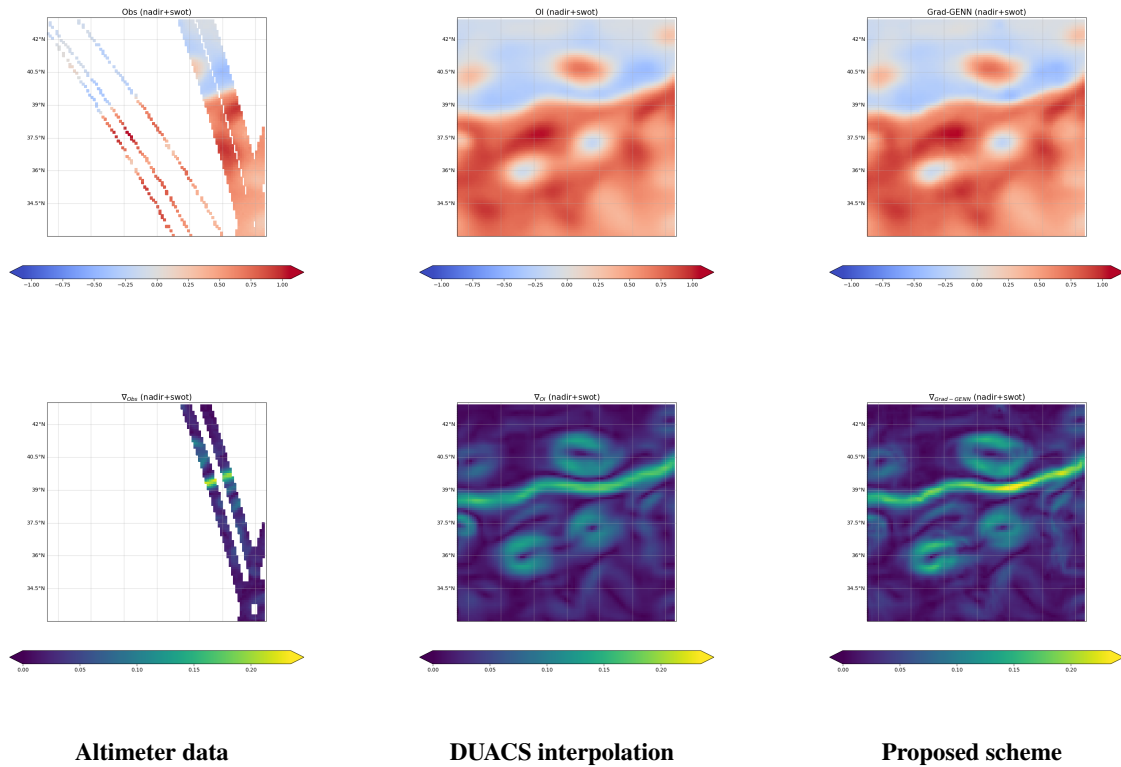 Obs (nadir+swot)
OI (nadir+swot)
Grad-GENN (nadir+swot)
42°N
40.5°N
39°N
37.5°N
36°N
34.5°N
42°N
40.5°N
39°N
37.5°N
36°N
34.5°N
42°N
40.5°N
39°N
37.5°N
36°N
34.5°N
−1.00 −0.75 −0.50 −0.25 0.00 0.25 0.50 0.75 1.00
−1.00 −0.75 −0.50 −0.25 0.00 0.25 0.50 0.75 1.00
−1.00 −0.75 −0.50 −0.25 0.00 0.25 0.50 0.75 1.00
∇Obs (nadir+swot)
∇OI (nadir+swot)
∇Grad−GENN (nadir+swot)
42°N
40.5°N
39°N
37.5°N
36°N
34.5°N
42°N
40.5°N
39°N
37.5°N
36°N
34.5°N
42°N
40.5°N
39°N
37.5°N
36°N
34.5°N
0.00 0.05 0.10 0.15 0.20
0.00 0.05 0.10 0.15 0.20
0.00 0.05 0.10 0.15 0.20
Altimeter data
DUACS interpolation
Proposed scheme